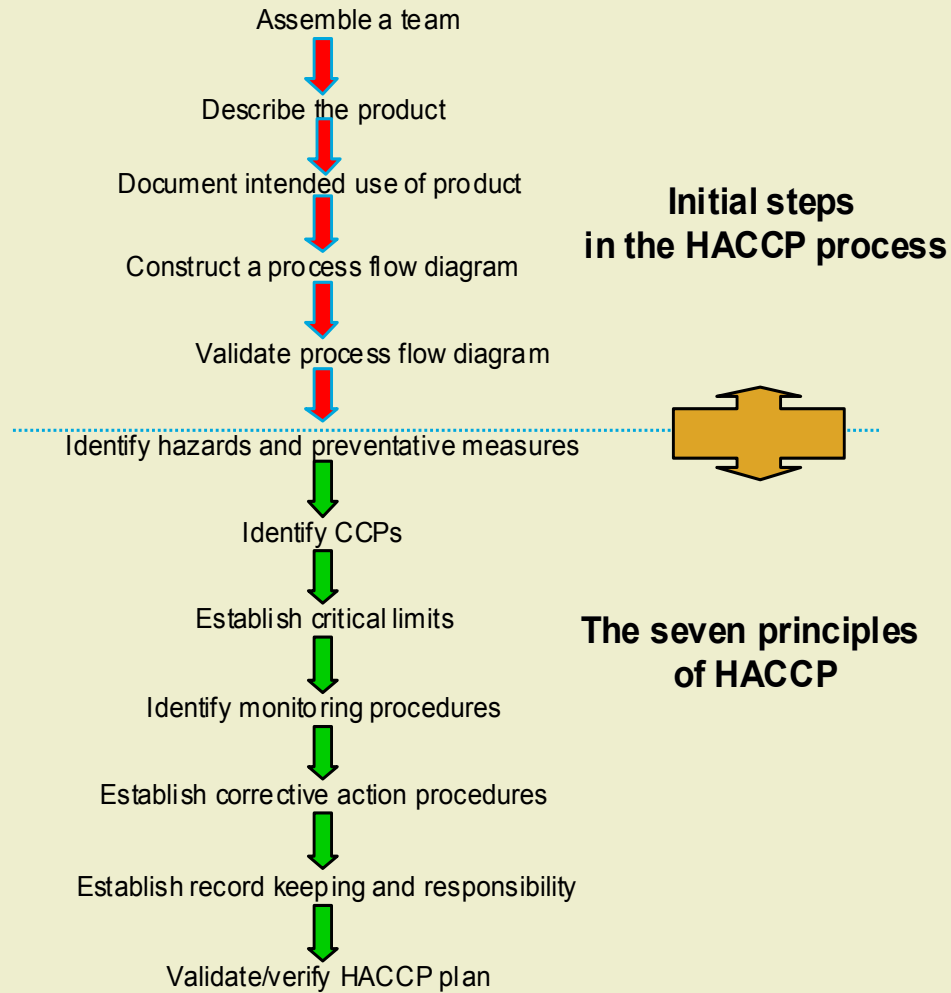 Assemble a team
Describe the product
Document intended use of product
Initial steps
in the HACCP process
Construct a process flow diagram
Validate process flow diagram
Identify hazards and preventative measures
Identify CCPs
Establish critical limits
The seven principles
of HACCP
Identify monitoring procedures
Establish corrective action procedures
Establish record keeping and responsibility
Validate/verify HACCP plan